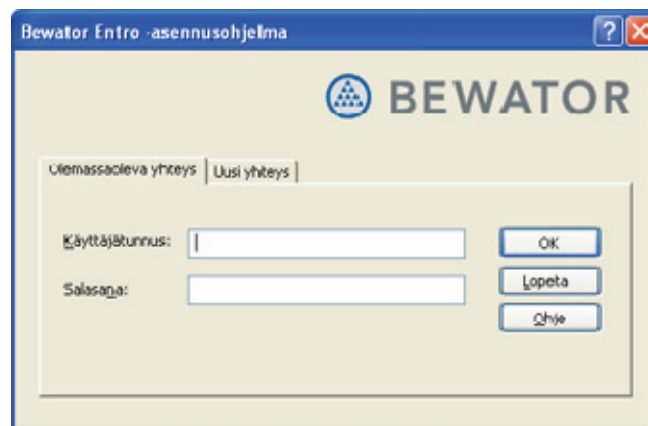 Bewator Entro -asennusohjelma
BEWATOR
Olemassaoleva yhteys Uusi yhteys
Käyttäjätunnus: OK
Salasana: Lopeta
Ohje